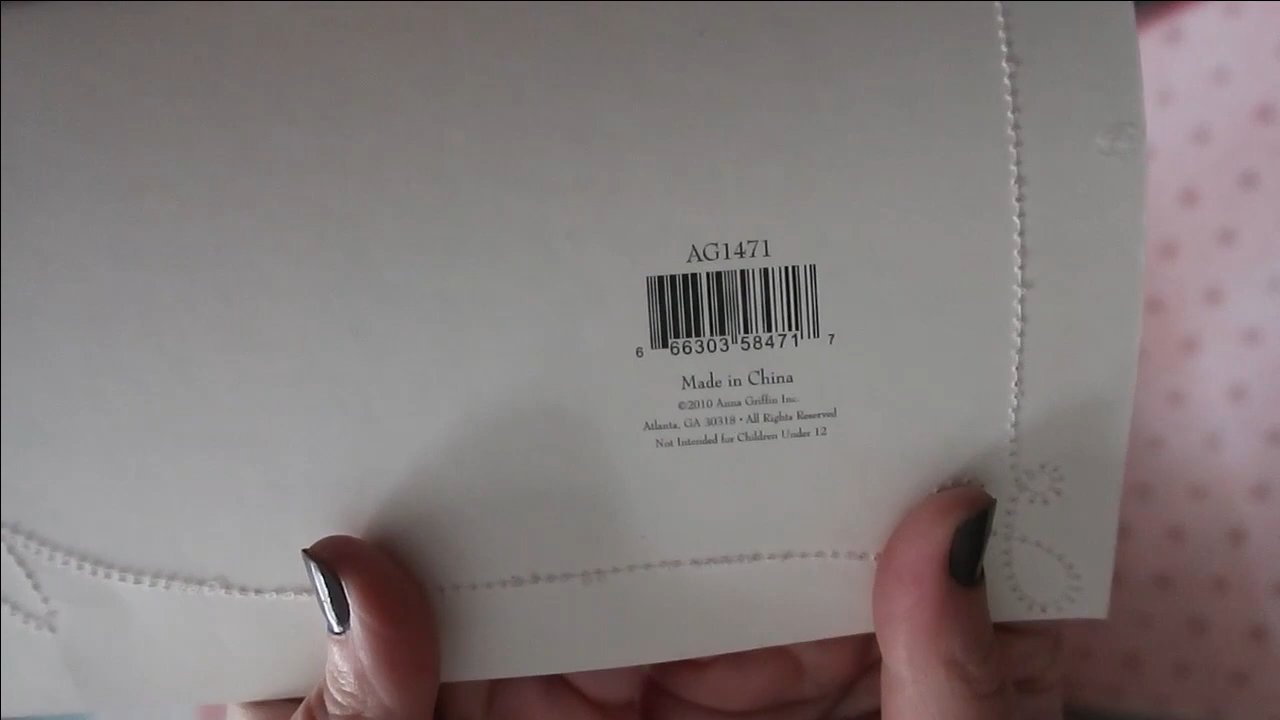 AG1471
6 66303 58471 7
Made in China
©2010 Anna Griffin Inc.
Atlanta, GA 30318 • All Rights Reserved
Not Intended for Children Under 12